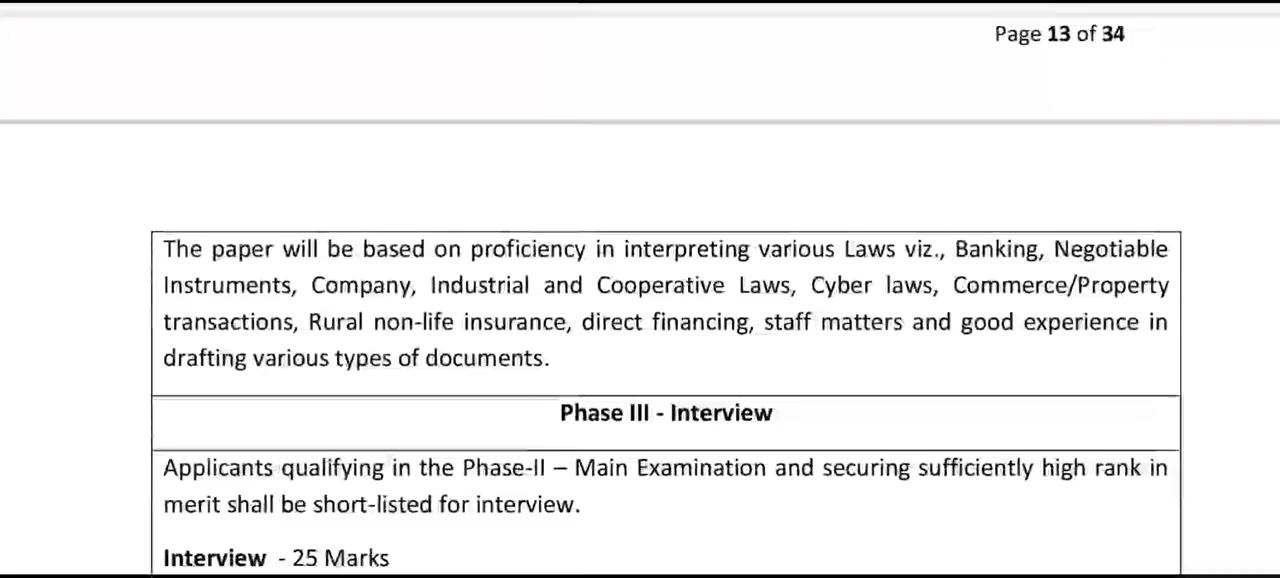 Page 13 of 34
The paper will be based on proficiency in interpreting various Laws viz., Banking, Negotiable
Instruments, Company, Industrial and Cooperative Laws, Cyber laws, Commerce/Property
transactions, Rural non-life insurance, direct financing, staff matters and good experience in
drafting various types of documents.
Phase III - Interview
Applicants qualifying in the Phase-II – Main Examination and securing sufficiently high rank in
merit shall be short-listed for interview.
Interview - 25 Marks